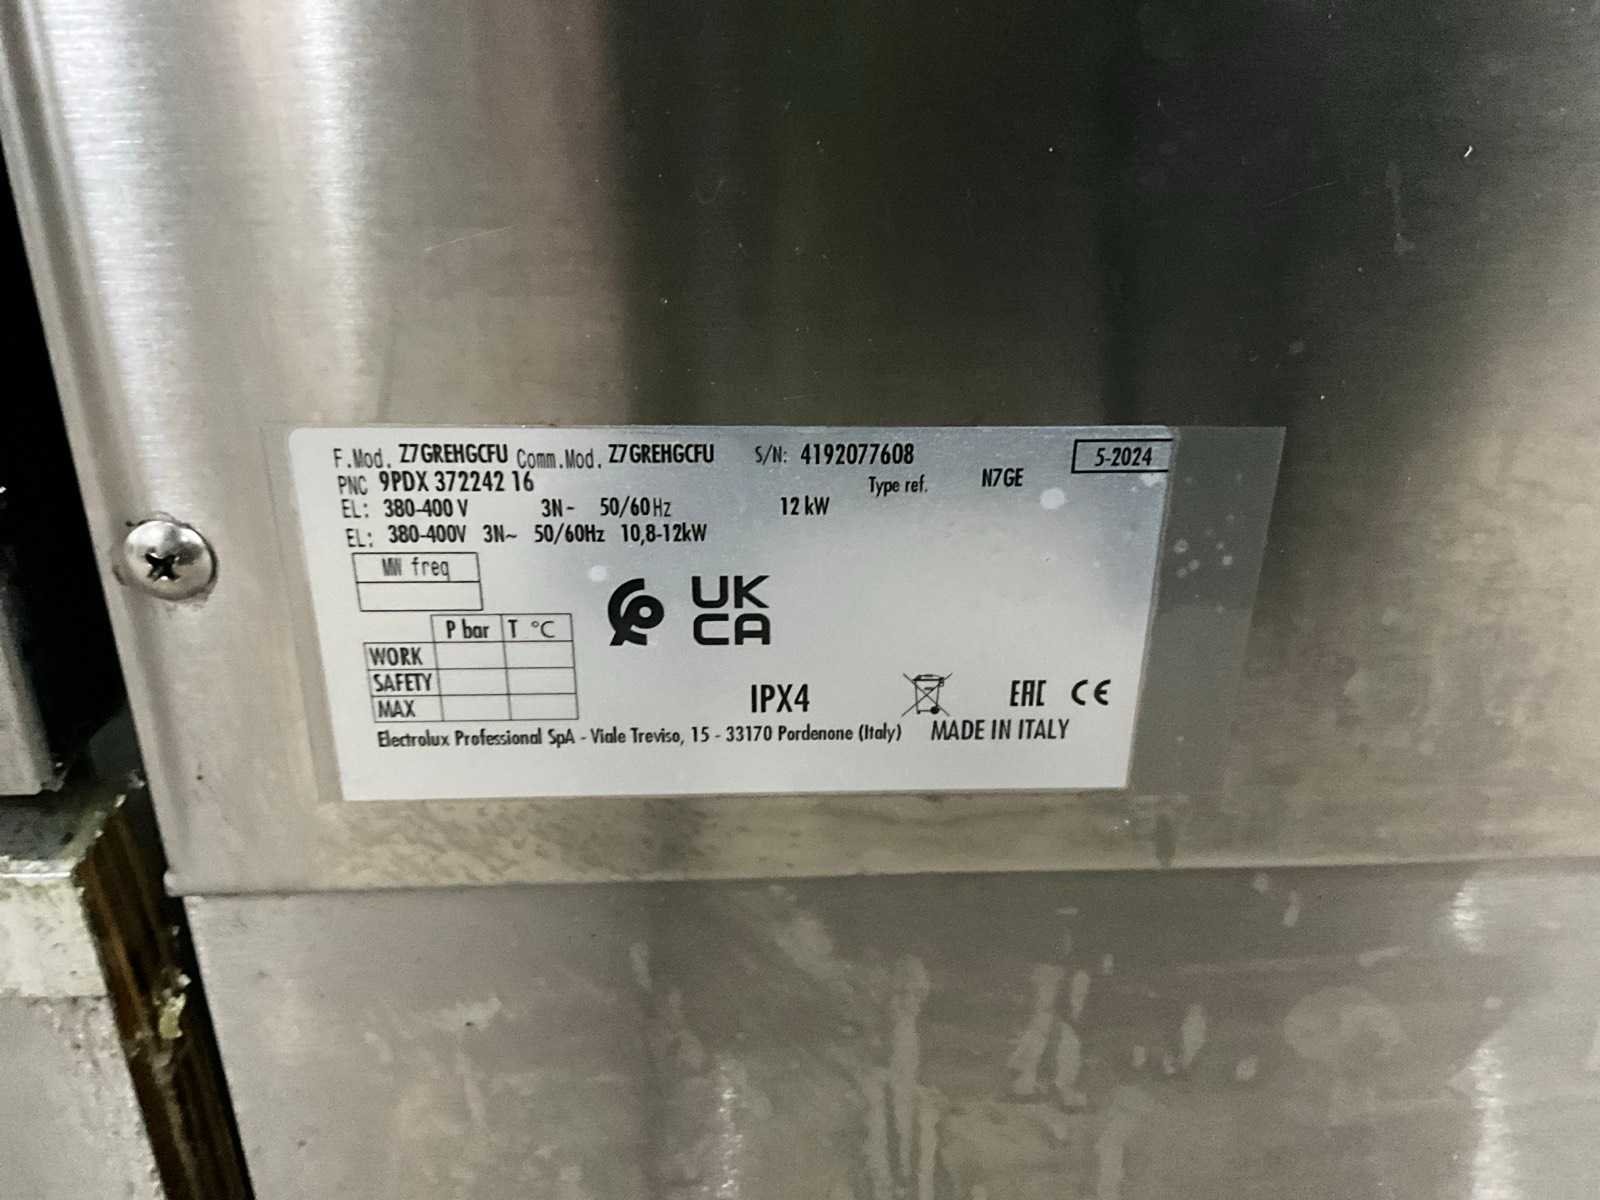 F.Mod. Z7GREHGCFU Comm.Mod. Z7GREHGCFU S/N: 4192077608 5-2024
PNC 9PDX 372242 16 Type ref. N7GE
EL: 380-400 V 3N~ 50/60 Hz 12 kW
EL: 380-400V 3N~ 50/60Hz 10,8-12kW
MW freq
P bar T °C
WORK
SAFETY
MAX
UK
CA
IPX4 EAC CE
Electrolux Professional SpA - Viale Treviso, 15 - 33170 Pordenone (Italy) MADE IN ITALY